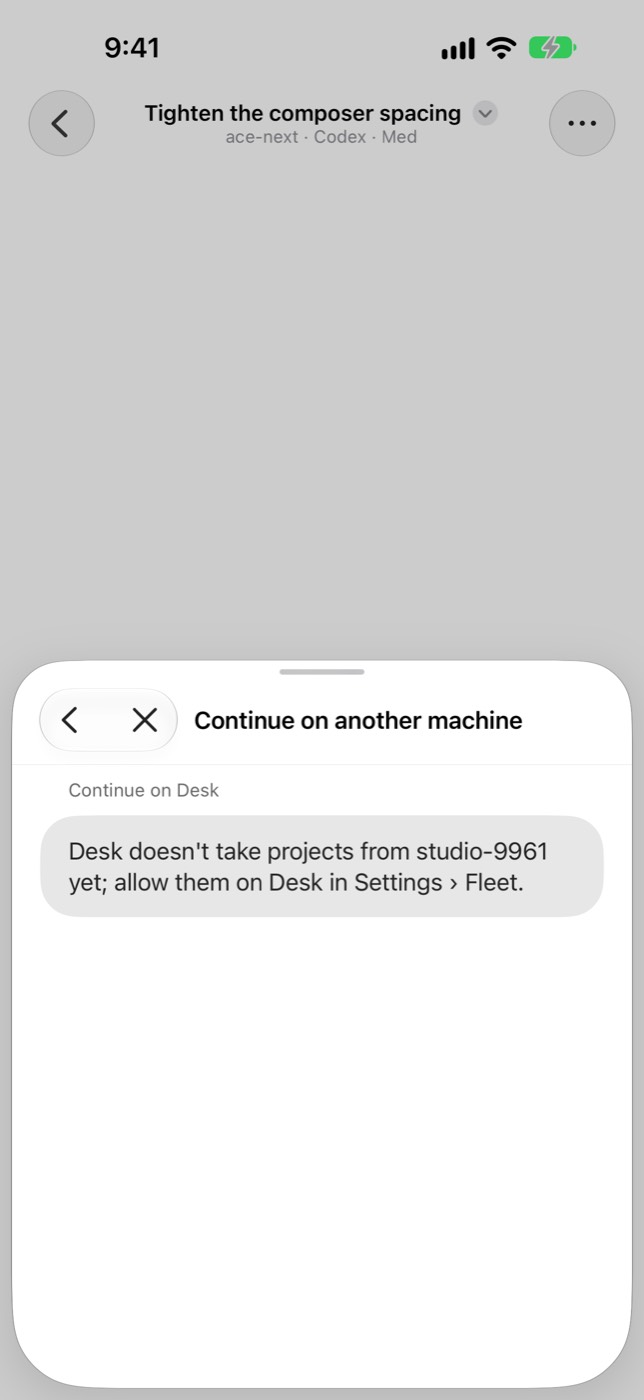 9:41
Tighten the composer spacing
ace-next · Codex · Med
Continue on another machine
Continue on Desk
Desk doesn't take projects from studio-9961
yet; allow them on Desk in Settings › Fleet.